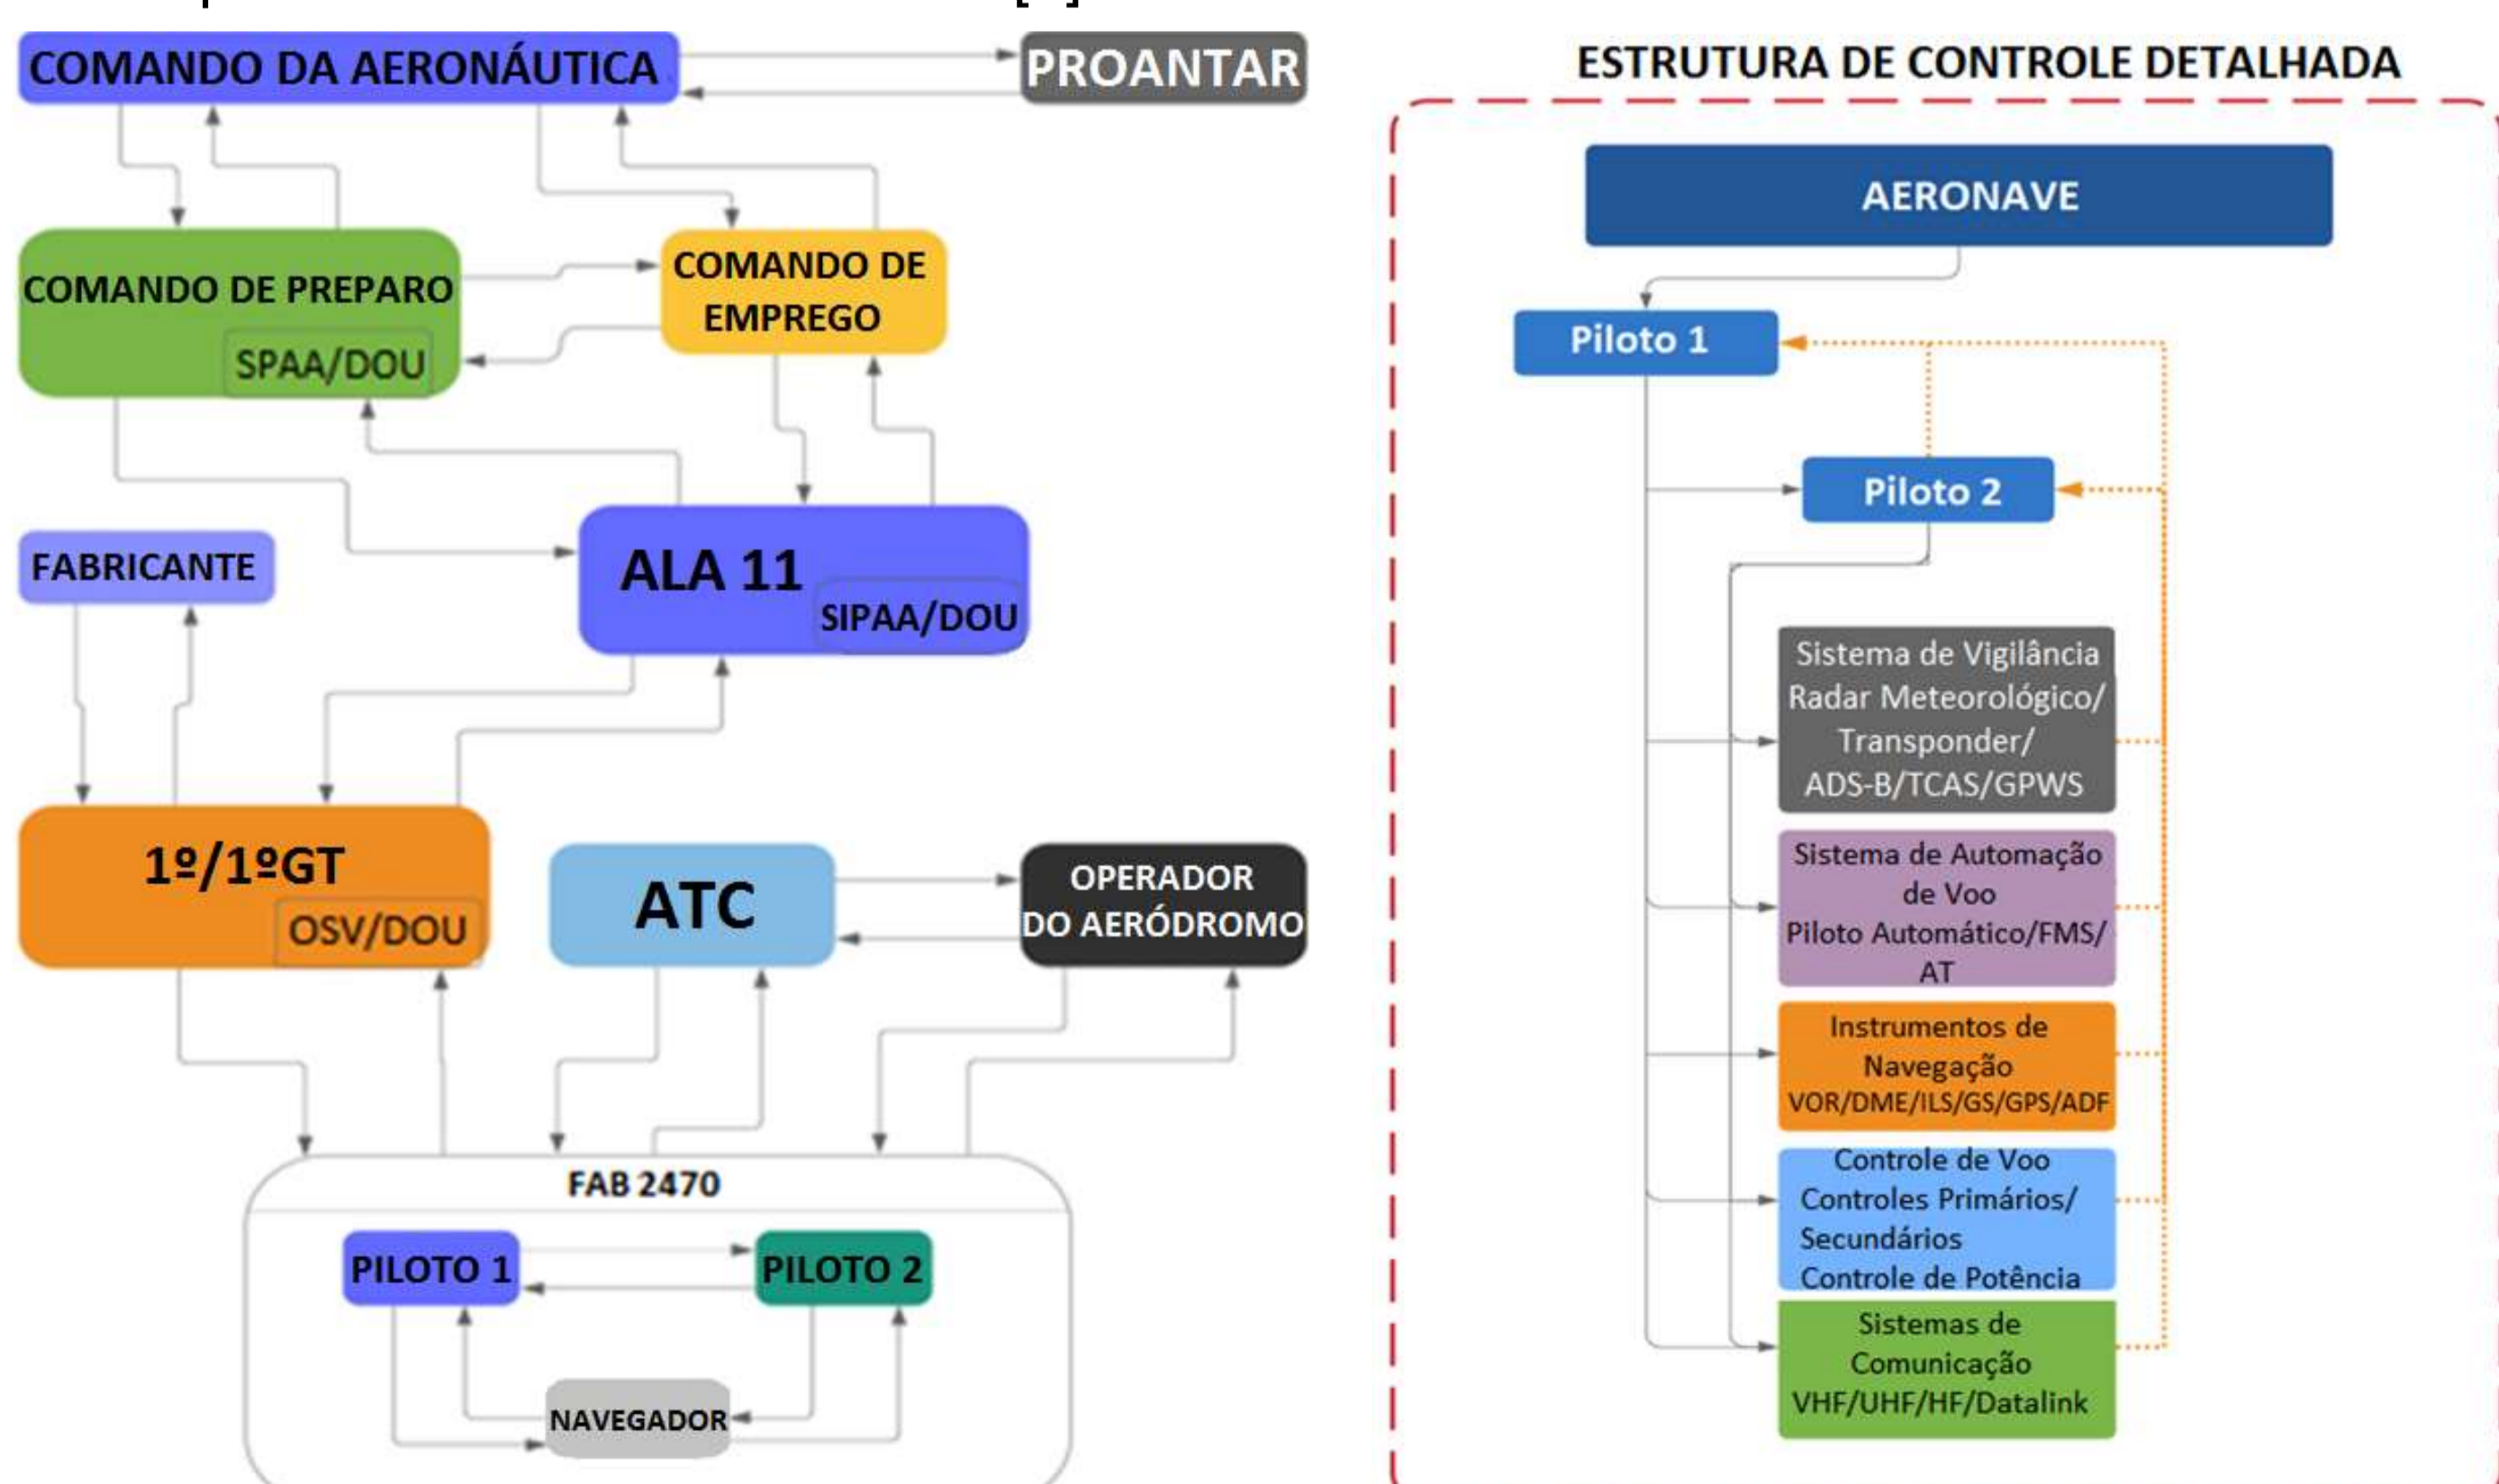 COMANDO DA AERONÁUTICA
PROANTAR
COMANDO DE PREPARO
SPAA/DOU
COMANDO DE
EMPREGO
FABRICANTE
ALA 11
SIPAA/DOU
1º/1ºGT
OSV/DOU
ATC
OPERADOR
DO AERÓDROMO
FAB 2470
PILOTO 1
PILOTO 2
NAVEGADOR
ESTRUTURA DE CONTROLE DETALHADA
AERONAVE
Piloto 1
Piloto 2
Sistema de Vigilância
Radar Meteorológico/
Transponder/
ADS-B/TCAS/GPWS
Sistema de Automação
de Voo
Piloto Automático/FMS/
AT
Instrumentos de
Navegação
VOR/DME/ILS/GS/GPS/ADF
Controle de Voo
Controles Primários/
Secundários
Controle de Potência
Sistemas de
Comunicação
VHF/UHF/HF/Datalink